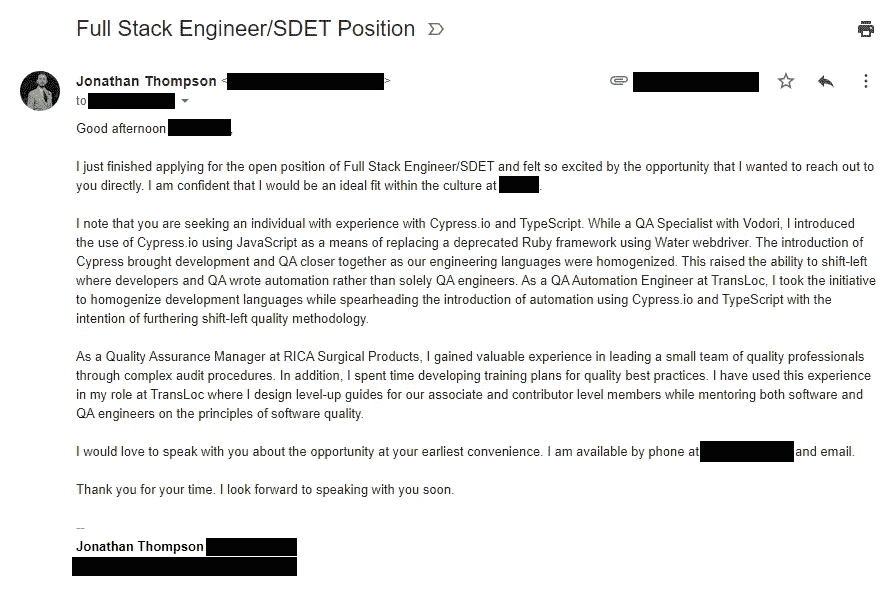 Full Stack Engineer/SDET Position
Jonathan Thompson < >
to
Good afternoon ,
I just finished applying for the open position of Full Stack Engineer/SDET and felt so excited by the opportunity that I wanted to reach out to
you directly. I am confident that I would be an ideal fit within the culture at .
I note that you are seeking an individual with experience with Cypress.io and TypeScript. While a QA Specialist with Vodori, I introduced
the use of Cypress.io using JavaScript as a means of replacing a deprecated Ruby framework using Water webdriver. The introduction of
Cypress brought development and QA closer together as our engineering languages were homogenized. This raised the ability to shift-left
where developers and QA wrote automation rather than solely QA engineers. As a QA Automation Engineer at TransLoc, I took the initiative
to homogenize development languages while spearheading the introduction of automation using Cypress.io and TypeScript with the
intention of furthering shift-left quality methodology.
As a Quality Assurance Manager at RICA Surgical Products, I gained valuable experience in leading a small team of quality professionals
through complex audit procedures. In addition, I spent time developing training plans for quality best practices. I have used this experience
in my role at TransLoc where I design level-up guides for our associate and contributor level members while mentoring both software and
QA engineers on the principles of software quality.
I would love to speak with you about the opportunity at your earliest convenience. I am available by phone at and email.
Thank you for your time. I look forward to speaking with you soon.
--
Jonathan Thompson